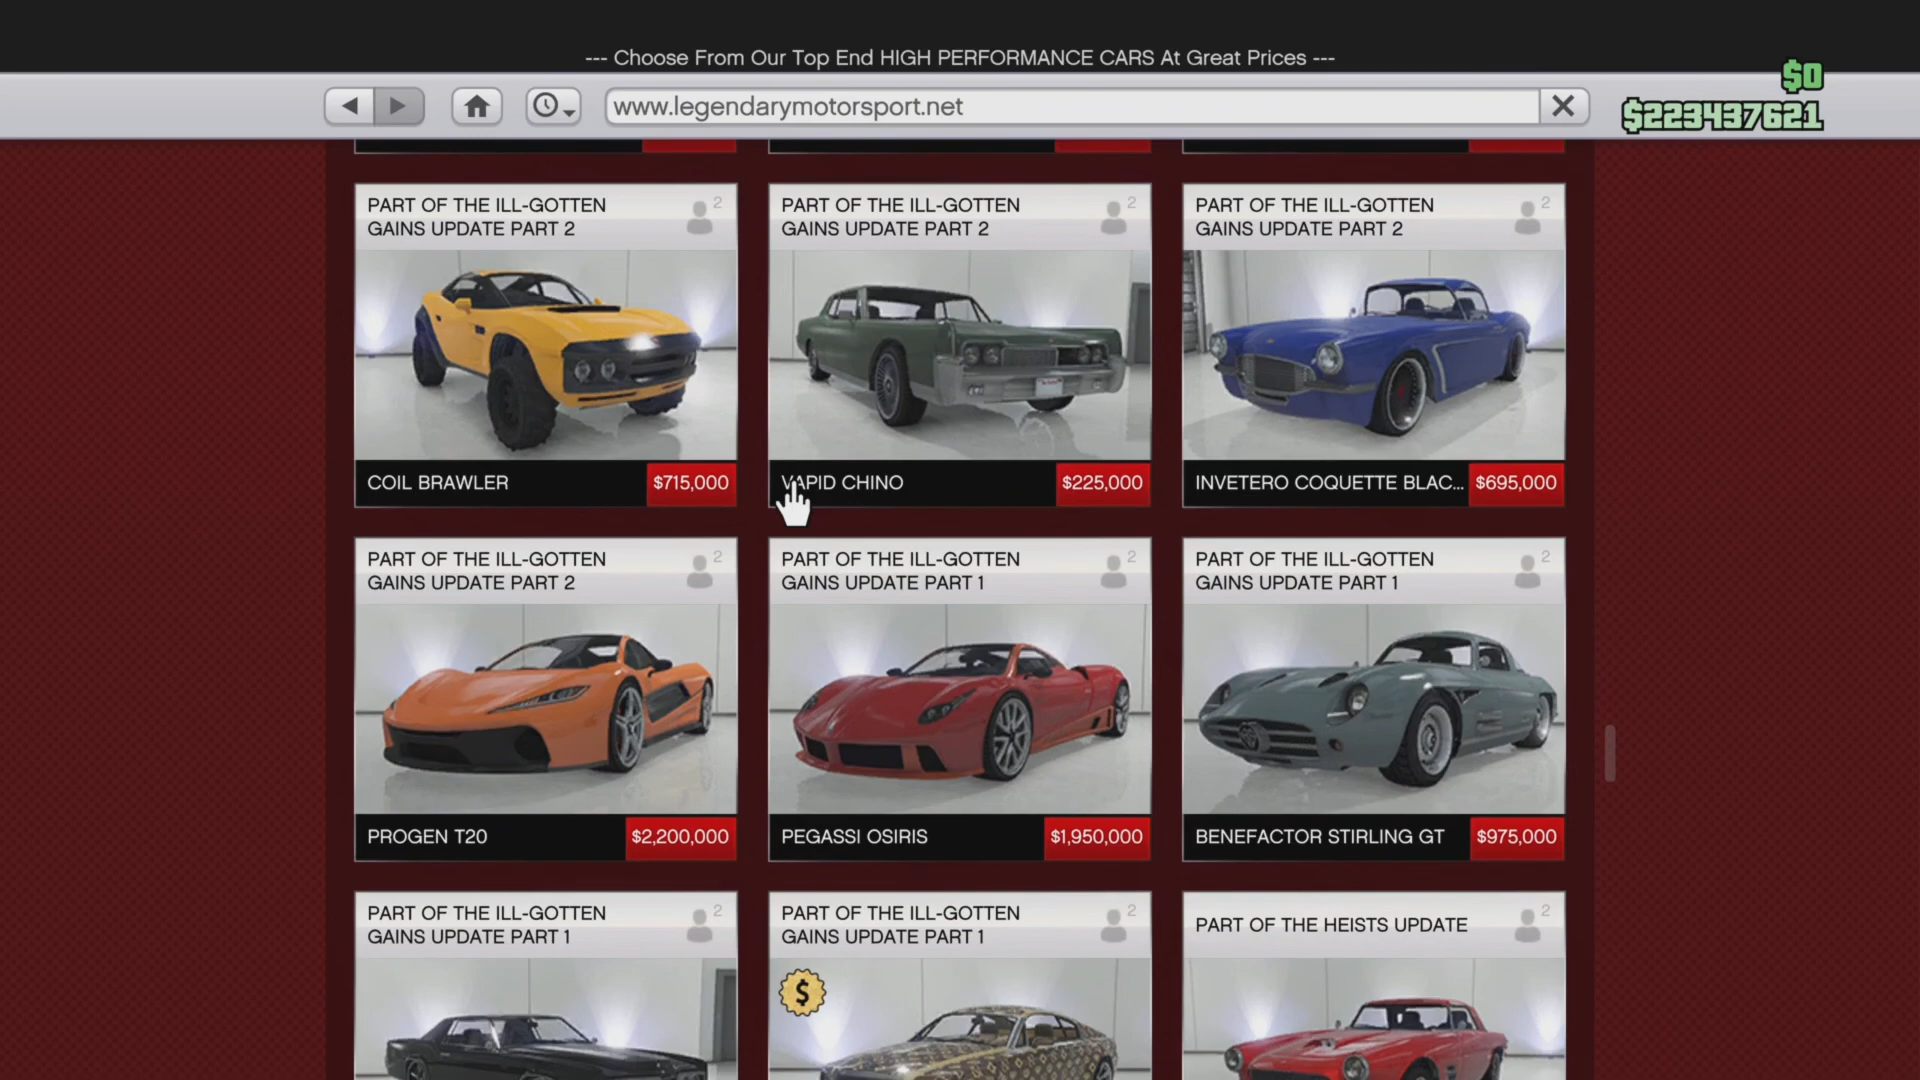 --- Choose From Our Top End HIGH PERFORMANCE CARS At Great Prices ---
$0
www.legendarymotorsport.net
$223437621
PART OF THE ILL-GOTTEN
GAINS UPDATE PART 2
2
PART OF THE ILL-GOTTEN
GAINS UPDATE PART 2
2
PART OF THE ILL-GOTTEN
GAINS UPDATE PART 2
2
COIL BRAWLER
$715,000
VAPID CHINO
$225,000
INVETERO COQUETTE BLAC...
$695,000
PART OF THE ILL-GOTTEN
GAINS UPDATE PART 2
2
PART OF THE ILL-GOTTEN
GAINS UPDATE PART 1
2
PART OF THE ILL-GOTTEN
GAINS UPDATE PART 1
2
PROGEN T20
$2,200,000
PEGASSI OSIRIS
$1,950,000
BENEFACTOR STIRLING GT
$975,000
PART OF THE ILL-GOTTEN
GAINS UPDATE PART 1
2
PART OF THE ILL-GOTTEN
GAINS UPDATE PART 1
2
PART OF THE HEISTS UPDATE
2
$